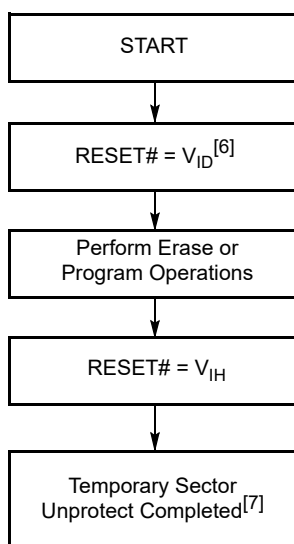 START
RESET# = VID[6]
Perform Erase or
Program Operations
RESET# = VIH
Temporary Sector
Unprotect Completed[7]